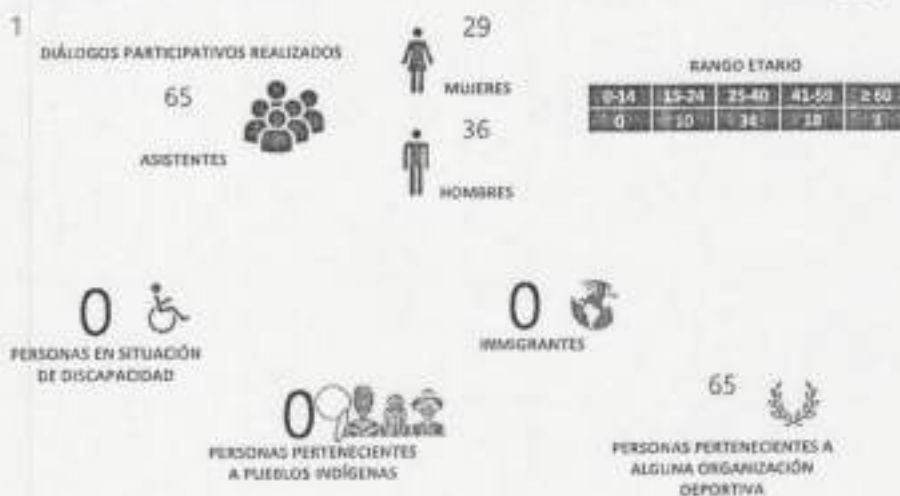 1
DIÁLOGOS PARTICIPATIVOS REALIZADOS
65
ASISTENTES
29
MUJERES
36
HOMBRES
RANGO ETARIO
0-14 15-24 25-40 41-59 ≥ 60
0 10 34 18 3
0
PERSONAS EN SITUACIÓN
DE DISCAPACIDAD
0
INMIGRANTES
0
PERSONAS PERTENECIENTES
A PUEBLOS INDÍGENAS
65
PERSONAS PERTENECIENTES A
ALGUNA ORGANIZACIÓN
DEPORTIVA